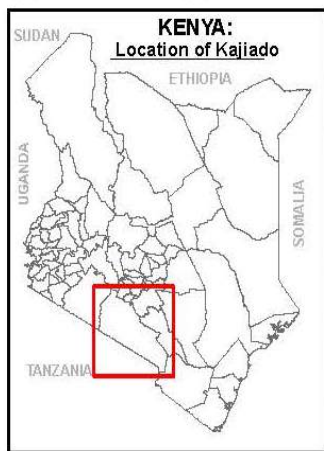 KENYA:
Location of Kajiado
SUDAN
ETHIOPIA
UGANDA
SOMALIA
TANZANIA